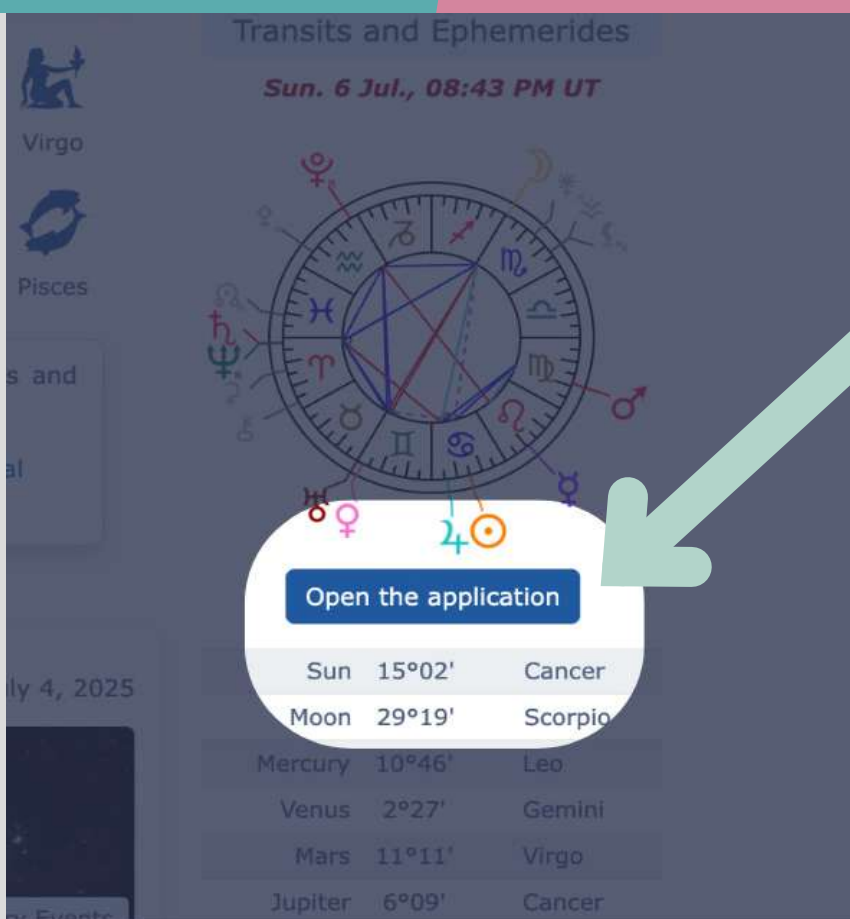 Transits and Ephemerides
Sun. 6 Jul., 08:43 PM UT
Virgo
Pisces
s and
al
Open the application
Sun 15°02' Cancer
Moon 29°19' Scorpio
ly 4, 2025
Mercury 10°46' Leo
Venus 2°27' Gemini
Mars 11°11' Virgo
Jupiter 6°09' Cancer